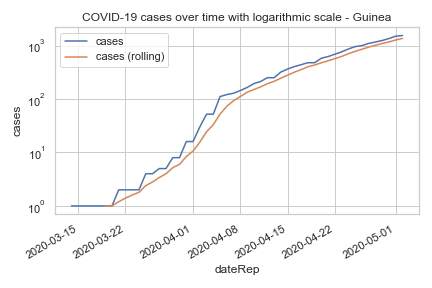 COVID-19 cases over time with logarithmic scale - Guinea
cases
cases (rolling)
10³
10²
10¹
10⁰
cases
2020-03-15
2020-03-22
2020-04-01
2020-04-08
2020-04-15
2020-04-22
2020-05-01
dateRep